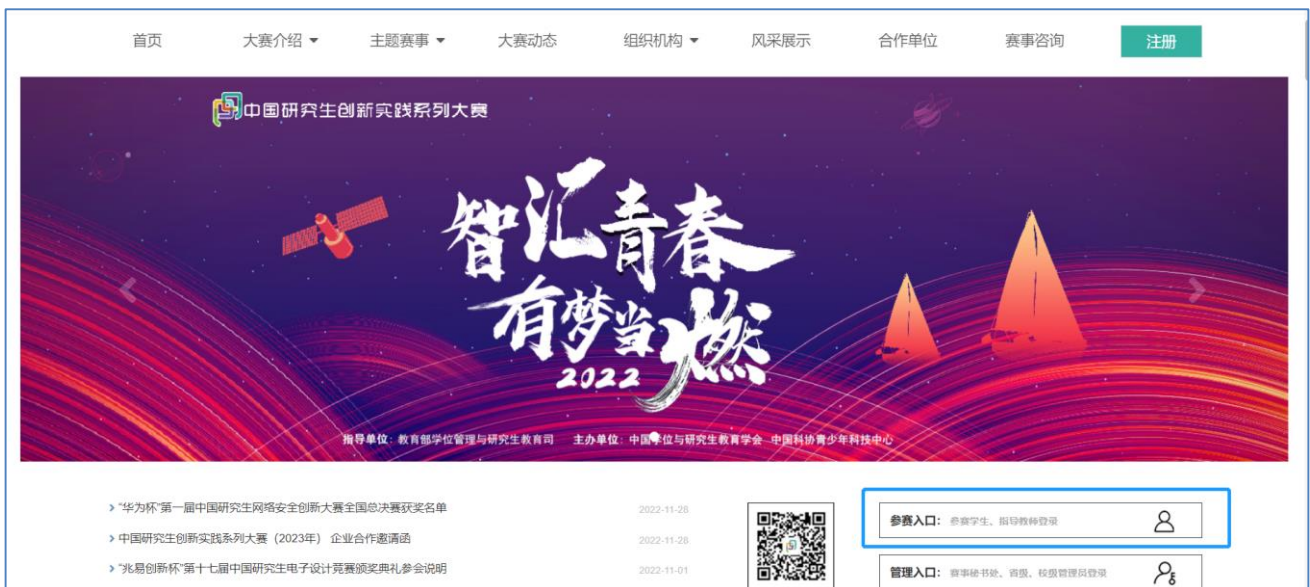 首页 大赛介绍 主题赛事 大赛动态 组织机构 风采展示 合作单位 赛事咨询 注册
中国研究生创新实践系列大赛
智汇青春
有梦当燃
2022
指导单位：教育部学位管理与研究生教育司 主办单位：中国学位与研究生教育学会 中国科协青少年科技中心
“华为杯”第一届中国研究生网络安全创新大赛全国总决赛获奖名单 2022-11-28
中国研究生创新实践系列大赛（2023年） 企业合作邀请函 2022-11-28
“兆易创新杯”第十七届中国研究生电子设计竞赛颁奖典礼参会说明 2022-11-01
参赛入口：参赛学生、指导教师登录
管理入口：赛事秘书处、省级、校级管理员登录